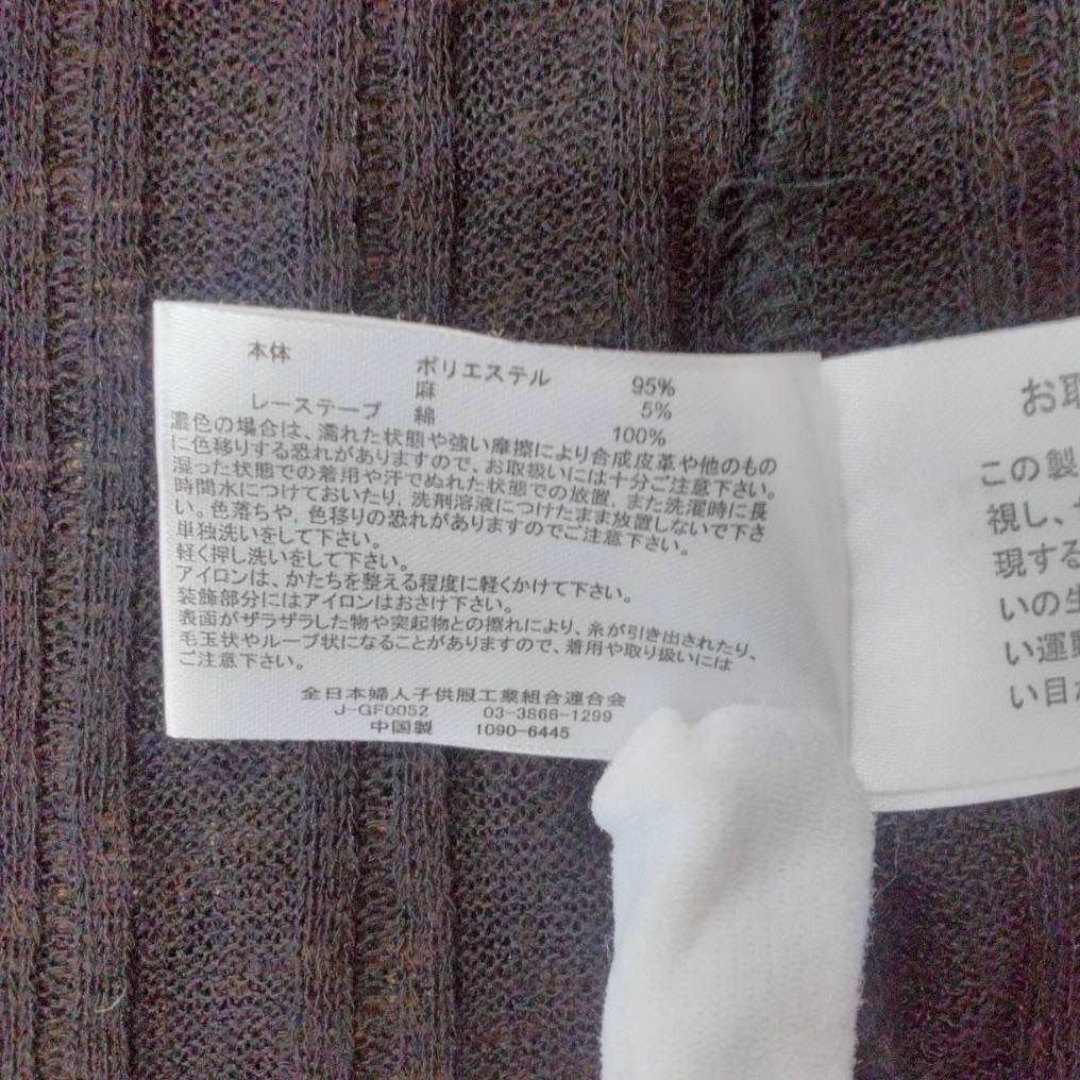 本体 ポリエステル 95%
麻 5%
レーステープ 綿 100%
濃色の場合は、濡れた状態や強い摩擦により合成皮革や他のもの
に色移りする恐れがありますので、お取扱いには十分ご注意下さい。
湿った状態での着用や汗でぬれた状態での放置、また洗濯時に長
時間水につけておいたり、洗剤溶液につけたまま放置しないで下さ
い。色落ちや、色移りの恐れがありますのでご注意下さい。
単独洗いをして下さい。
軽く押し洗いをして下さい。
アイロンは、かたちを整える程度に軽くかけて下さい。
装飾部分にはアイロンはおさけ下さい。
表面がザラザラした物や突起物との擦れにより、糸が引き出されたり、
毛玉状やループ状になることがありますので、着用や取り扱いには
ご注意下さい。
全日本婦人子供服工業組合連合会
J-GF0052 03-3866-1299
中国製 1090-6445
お取
この製
視し、
現する
いの生
い運動
い目